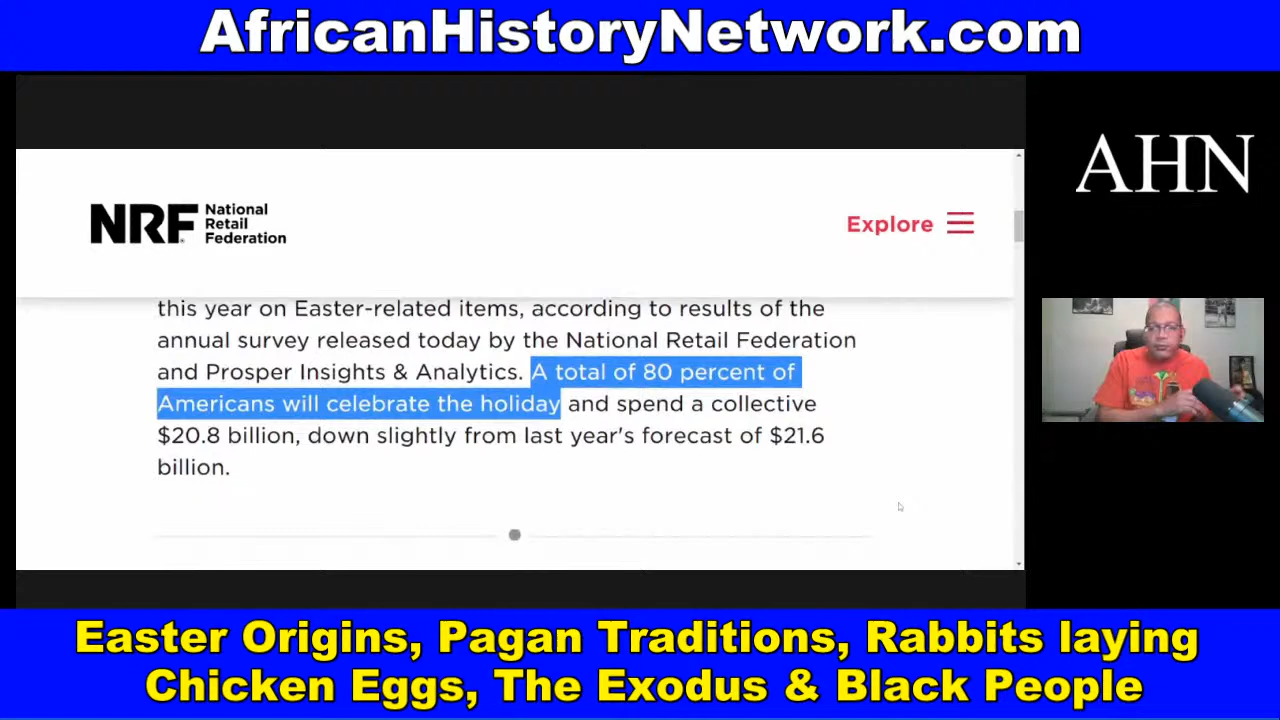 AfricanHistoryNetwork.com
AHN
NRF National
Retail
Federation
Explore
this year on Easter-related items, according to results of the
annual survey released today by the National Retail Federation
and Prosper Insights & Analytics. A total of 80 percent of
Americans will celebrate the holiday and spend a collective
$20.8 billion, down slightly from last year's forecast of $21.6
billion.
Easter Origins, Pagan Traditions, Rabbits laying
Chicken Eggs, The Exodus & Black People